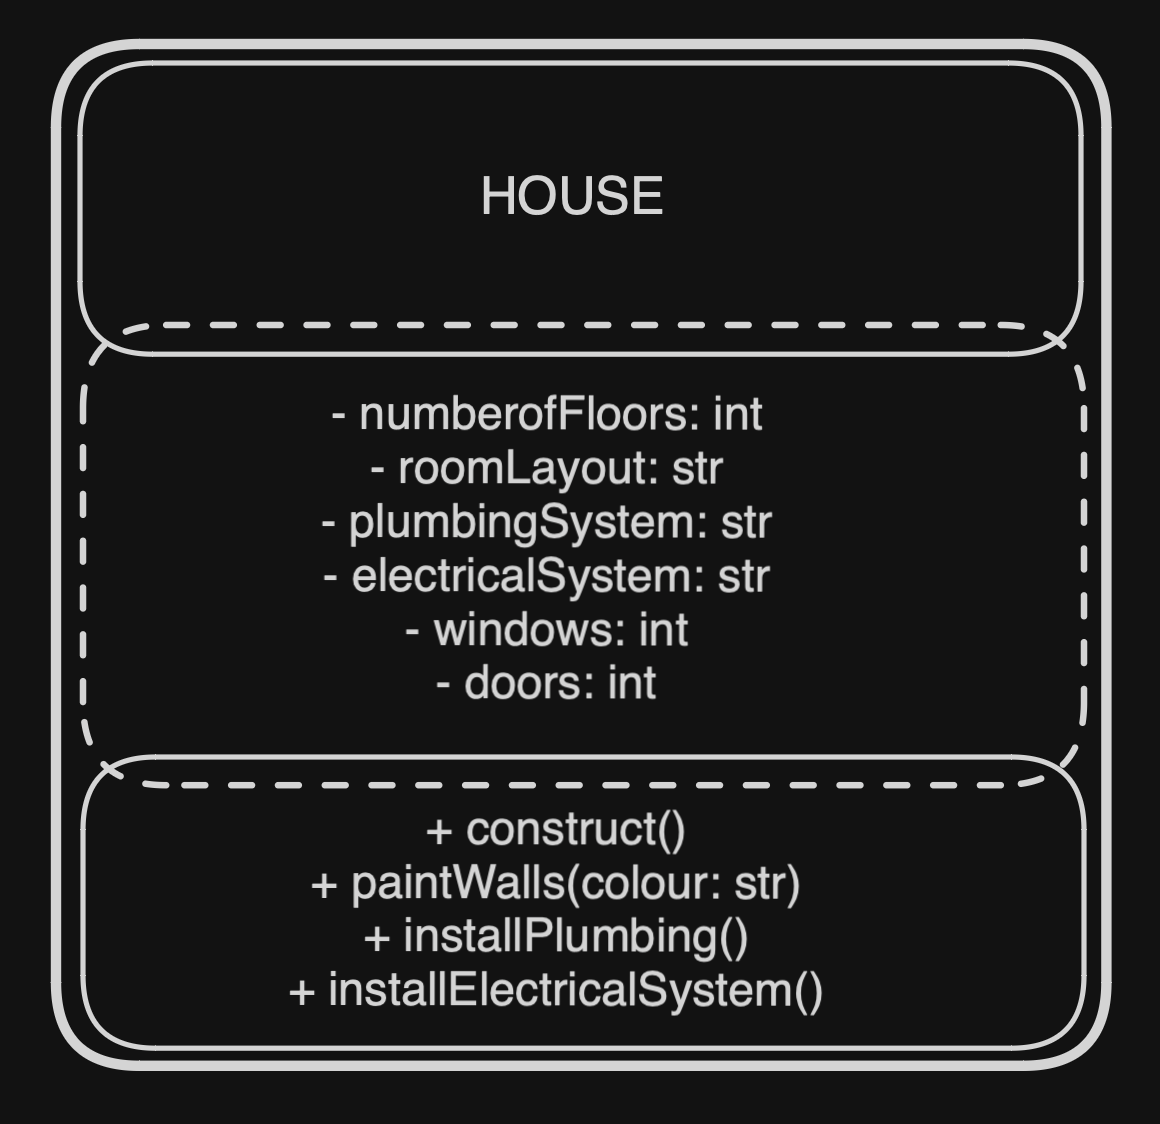 HOUSE
- numberofFloors: int
- roomLayout: str
- plumbingSystem: str
- electricalSystem: str
- windows: int
- doors: int
+ construct()
+ paintWalls(colour: str)
+ installPlumbing()
+ installElectricalSystem()